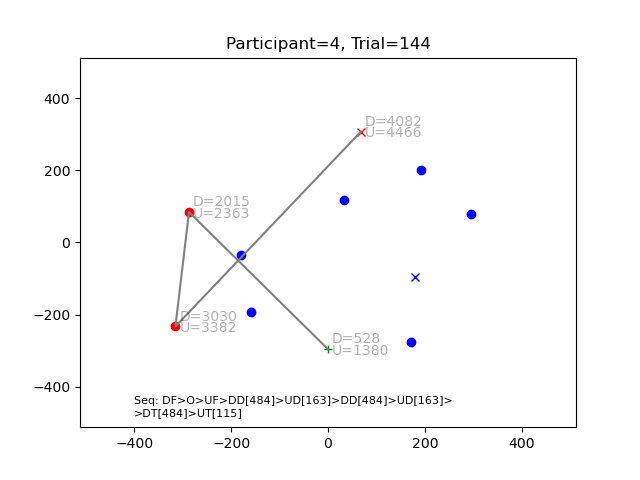 Participant=4, Trial=144
400
200
0
−200
−400
D=4082
U=4466
D=2015
U=2363
D=3030
U=3382
D=528
U=1380
Seq: DF>O>UF>DD[484]>UD[163]>DD[484]>UD[163]>
>DT[484]>UT[115]
−400
−200
0
200
400